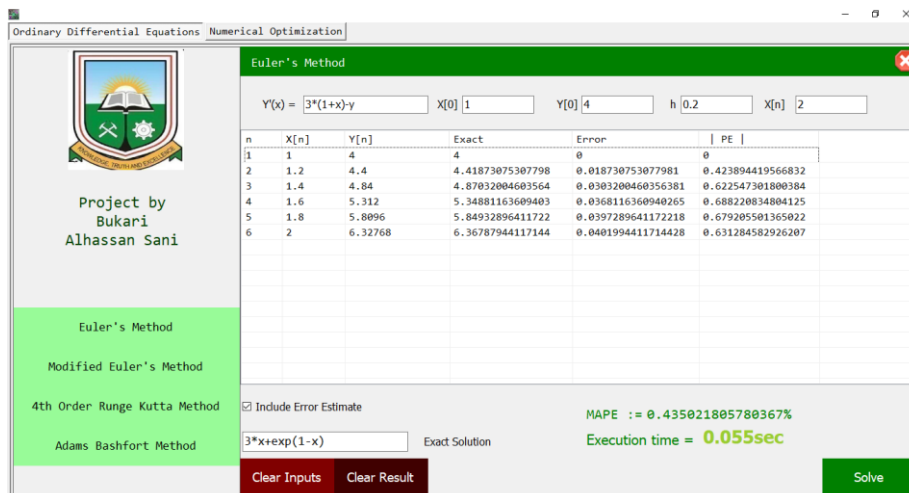 Ordinary Differential Equations Numerical Optimization
Euler's Method
Y'(x) = 3*(1+x)-y X[0] 1 Y[0] 4 h 0.2 X[n] 2
n X[n] Y[n] Exact Error | PE |
1 1 4 4 0 0
2 1.2 4.4 4.41873075307798 0.018730753077981 0.423894419566832
3 1.4 4.84 4.87032004603564 0.0303200460356381 0.622547301800384
4 1.6 5.312 5.34881163609403 0.0368116360940265 0.688220834804125
5 1.8 5.8096 5.84932896411722 0.0397289641172218 0.679205501365022
6 2 6.32768 6.36787944117144 0.0401994411714428 0.631284582926207
KNOWLEDGE, TRUTH AND EXCELLENCE
Project by
Bukari
Alhassan Sani
Euler's Method
Modified Euler's Method
4th Order Runge Kutta Method
Adams Bashfort Method
Include Error Estimate
3*x+exp(1-x) Exact Solution
MAPE := 0.435021805780367%
Execution time = 0.055sec
Clear Inputs Clear Result Solve